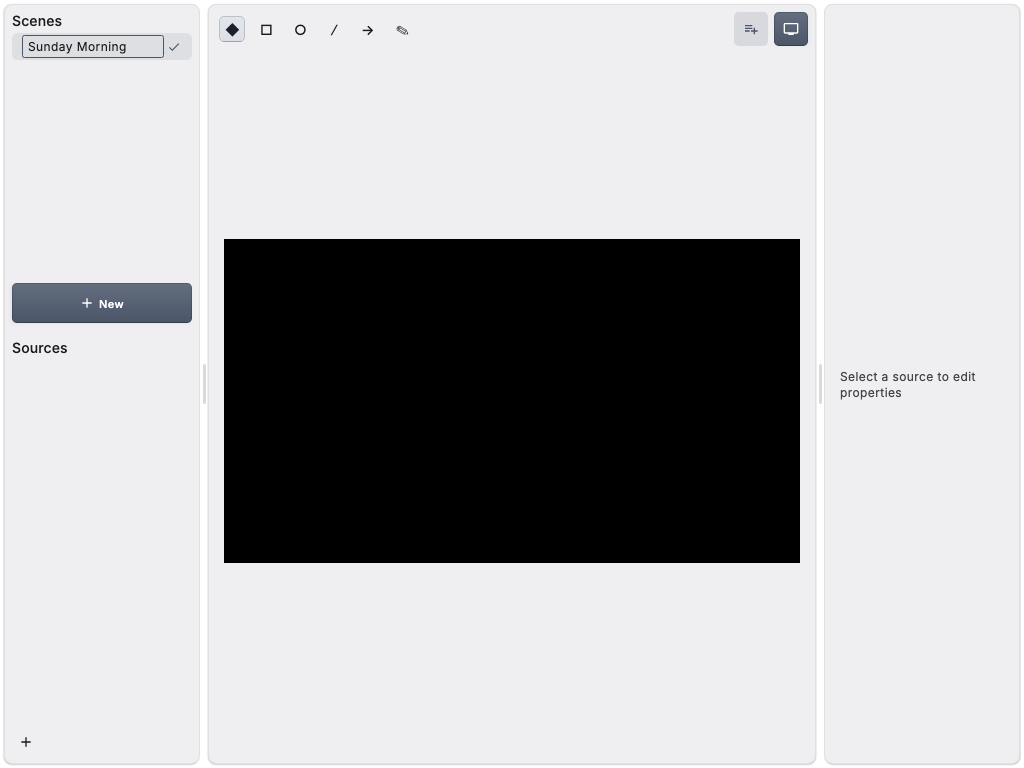 Scenes
Sunday Morning
New
Sources
Select a source to edit
properties